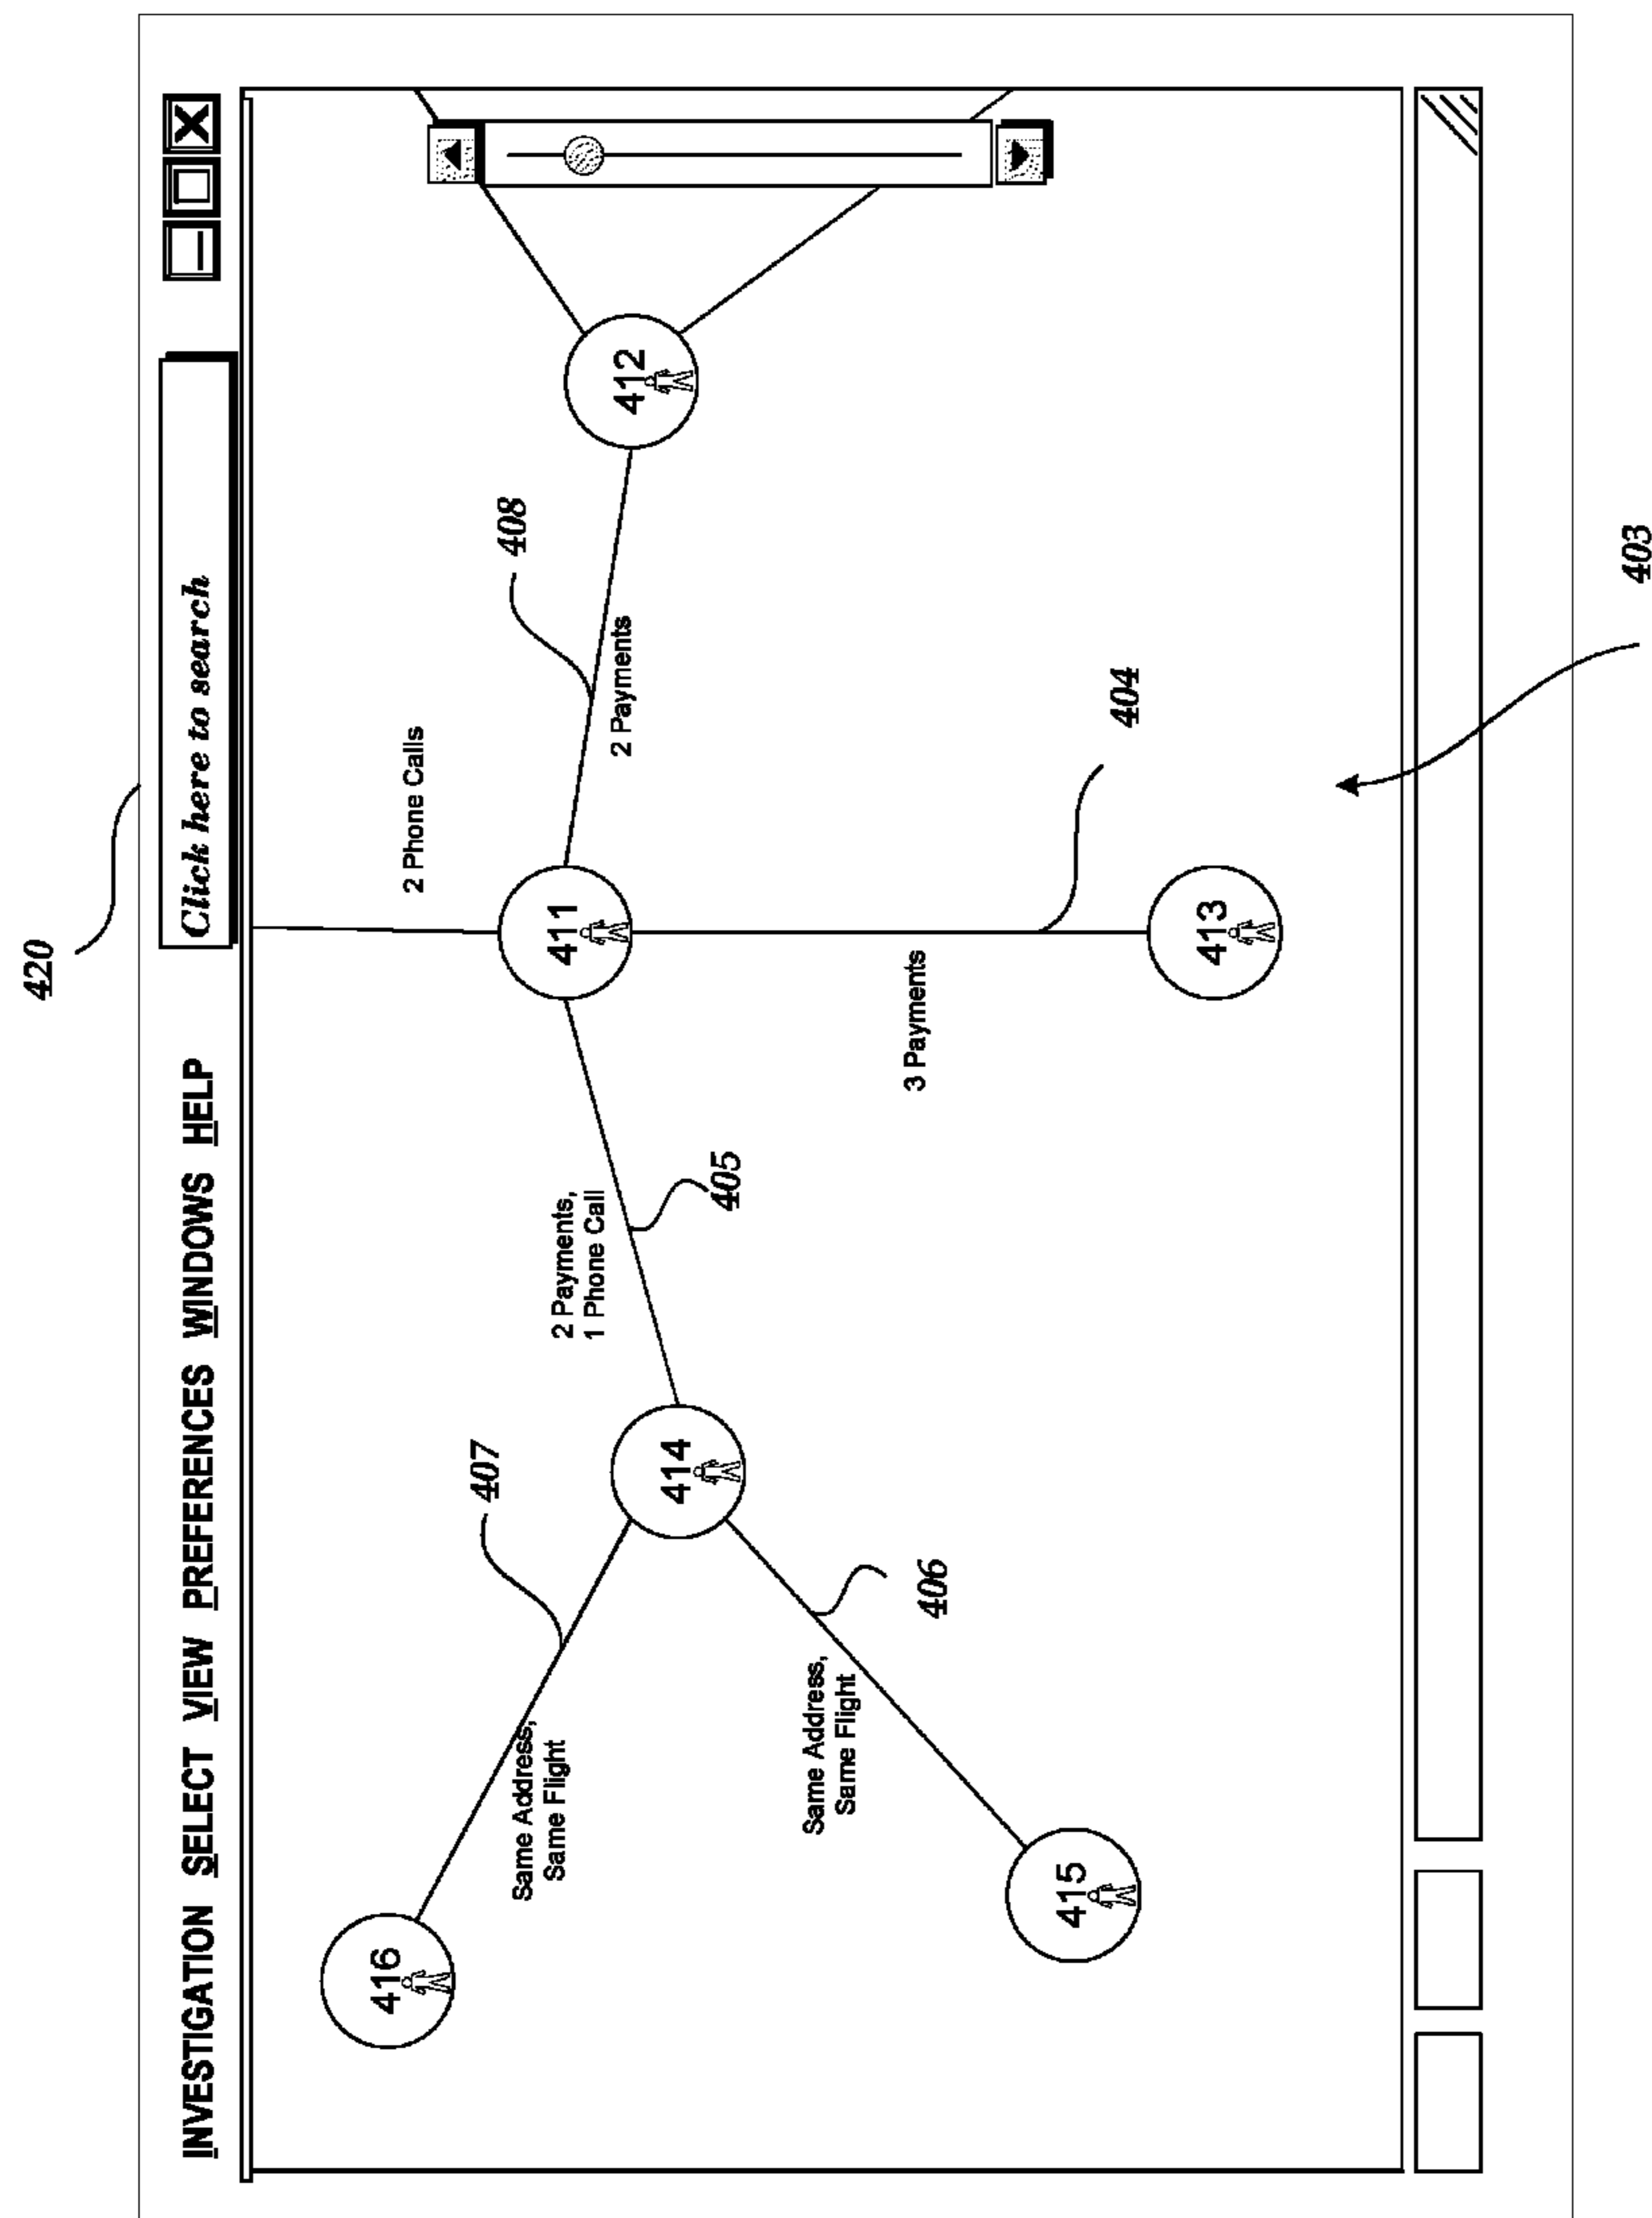 420
INVESTIGATION SELECT VIEW PREFERENCES WINDOWS HELP
Click here to search
416
407
Same Address,
Same Flight
414
2 Payments,
1 Phone Call
405
411
2 Phone Calls
408
2 Payments
412
Same Address,
Same Flight
406
415
3 Payments
404
413
403